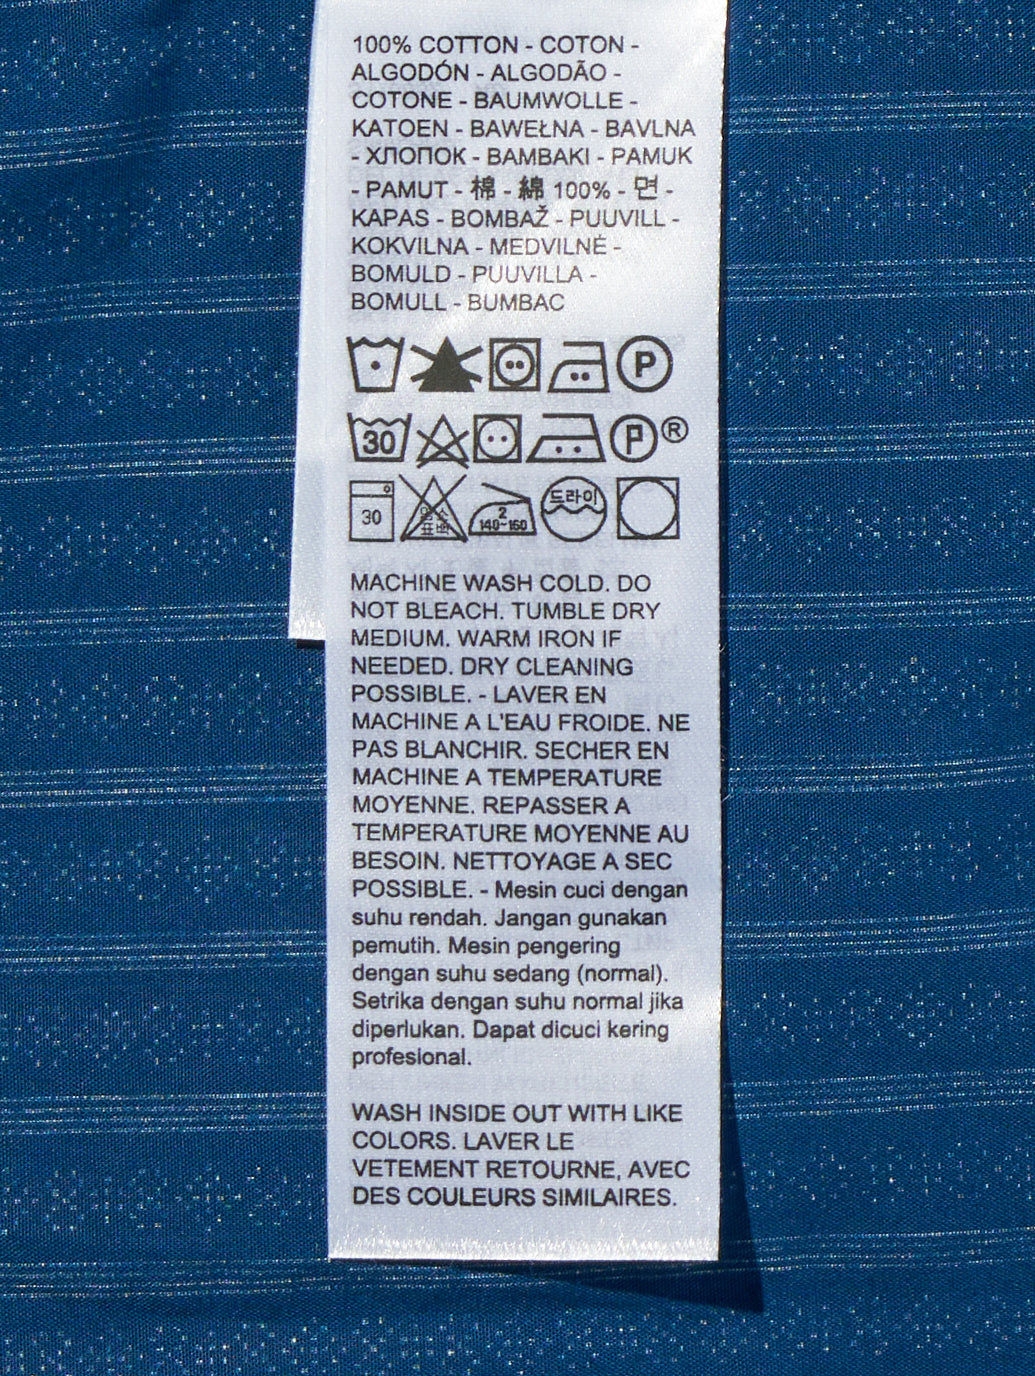 100% COTTON - COTON -
ALGODÓN - ALGODÃO -
COTONE - BAUMWOLLE -
KATOEN - BAWEŁNA - BAVLNA
- ХЛОПОК - BAMBAKI - PAMUK
- PAMUT - 棉 - 綿 100% - 면 -
KAPAS - BOMBAŽ - PUUVILL -
KOKVILNA - MEDVILNĖ -
BOMULD - PUUVILLA -
BOMULL - BUMBAC
P
30 P ®
30 염소 표백 2 140~160 드라이
MACHINE WASH COLD. DO
NOT BLEACH. TUMBLE DRY
MEDIUM. WARM IRON IF
NEEDED. DRY CLEANING
POSSIBLE. - LAVER EN
MACHINE A L'EAU FROIDE. NE
PAS BLANCHIR. SECHER EN
MACHINE A TEMPERATURE
MOYENNE. REPASSER A
TEMPERATURE MOYENNE AU
BESOIN. NETTOYAGE A SEC
POSSIBLE. - Mesin cuci dengan
suhu rendah. Jangan gunakan
pemutih. Mesin pengering
dengan suhu sedang (normal).
Setrika dengan suhu normal jika
diperlukan. Dapat dicuci kering
profesional.
WASH INSIDE OUT WITH LIKE
COLORS. LAVER LE
VETEMENT RETOURNE, AVEC
DES COULEURS SIMILAIRES.